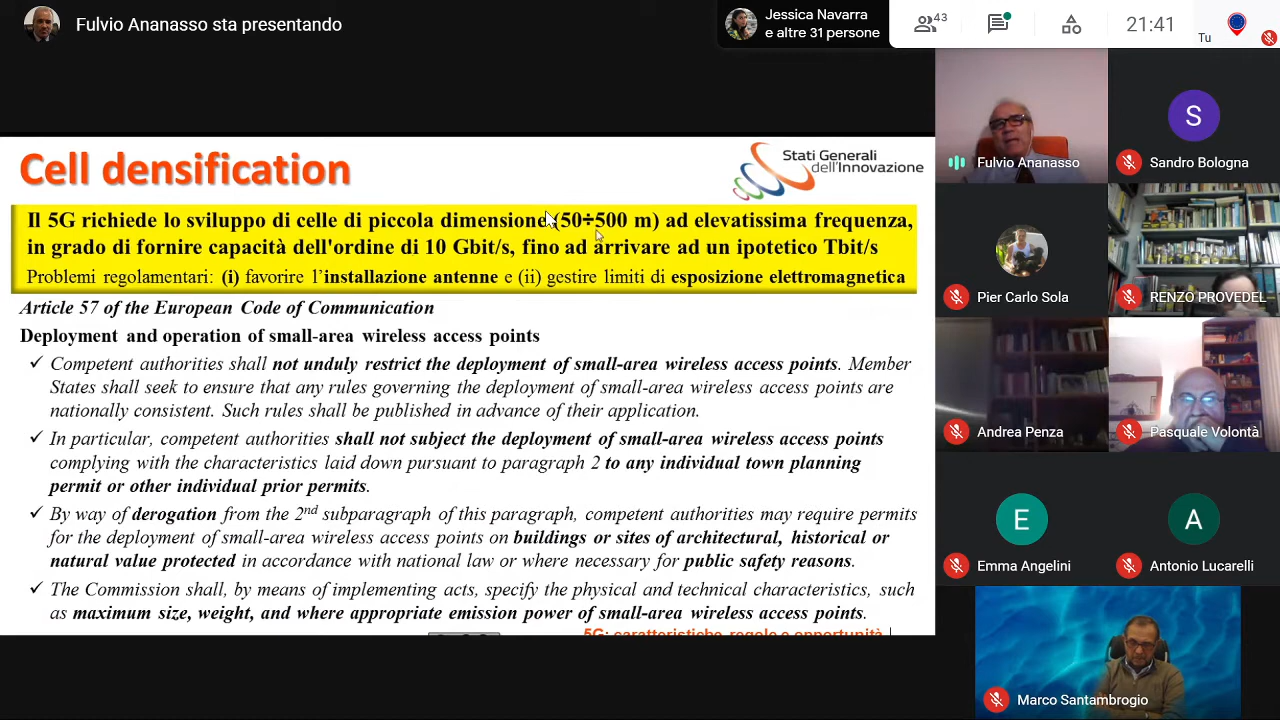 Fulvio Ananasso sta presentando
Jessica Navarra
e altre 31 persone
43
21:41
Tu
Cell densification
Stati Generali
dell'Innovazione
Il 5G richiede lo sviluppo di celle di piccola dimensione (50÷500 m) ad elevatissima frequenza,
in grado di fornire capacità dell'ordine di 10 Gbit/s, fino ad arrivare ad un ipotetico Tbit/s
Problemi regolamentari: (i) favorire l'installazione antenne e (ii) gestire limiti di esposizione elettromagnetica
Article 57 of the European Code of Communication
Deployment and operation of small-area wireless access points
✓ Competent authorities shall not unduly restrict the deployment of small-area wireless access points. Member
States shall seek to ensure that any rules governing the deployment of small-area wireless access points are
nationally consistent. Such rules shall be published in advance of their application.
✓ In particular, competent authorities shall not subject the deployment of small-area wireless access points
complying with the characteristics laid down pursuant to paragraph 2 to any individual town planning
permit or other individual prior permits.
✓ By way of derogation from the 2nd subparagraph of this paragraph, competent authorities may require permits
for the deployment of small-area wireless access points on buildings or sites of architectural, historical or
natural value protected in accordance with national law or where necessary for public safety reasons.
✓ The Commission shall, by means of implementing acts, specify the physical and technical characteristics, such
as maximum size, weight, and where appropriate emission power of small-area wireless access points.
5G: caratteristiche, regole e opportunità
Fulvio Ananasso
S
Sandro Bologna
Pier Carlo Sola
RENZO PROVEDEL
Andrea Penza
Pasquale Volontà
E
Emma Angelini
A
Antonio Lucarelli
Marco Santambrogio